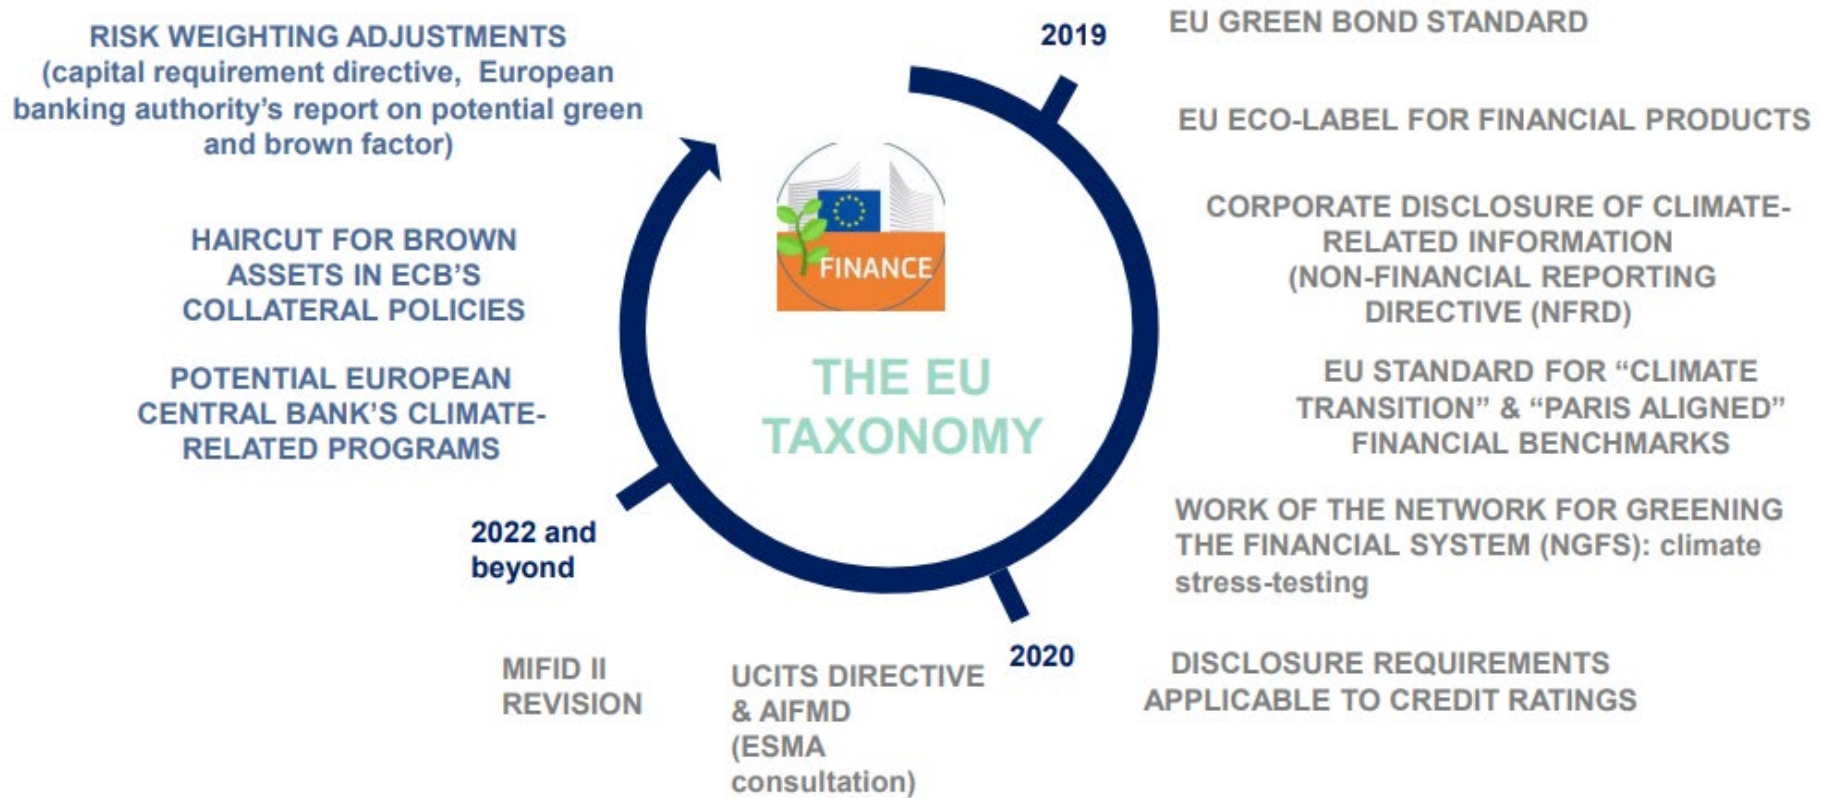 2019
EU GREEN BOND STANDARD
EU ECO-LABEL FOR FINANCIAL PRODUCTS
CORPORATE DISCLOSURE OF CLIMATE-
RELATED INFORMATION
(NON-FINANCIAL REPORTING
DIRECTIVE (NFRD)
EU STANDARD FOR “CLIMATE
TRANSITION” & “PARIS ALIGNED”
FINANCIAL BENCHMARKS
WORK OF THE NETWORK FOR GREENING
THE FINANCIAL SYSTEM (NGFS): climate
stress-testing
DISCLOSURE REQUIREMENTS
APPLICABLE TO CREDIT RATINGS
2020
UCITS DIRECTIVE
& AIFMD
(ESMA
consultation)
MIFID II
REVISION
2022 and
beyond
POTENTIAL EUROPEAN
CENTRAL BANK’S CLIMATE-
RELATED PROGRAMS
HAIRCUT FOR BROWN
ASSETS IN ECB’S
COLLATERAL POLICIES
RISK WEIGHTING ADJUSTMENTS
(capital requirement directive, European
banking authority’s report on potential green
and brown factor)
FINANCE
THE EU
TAXONOMY